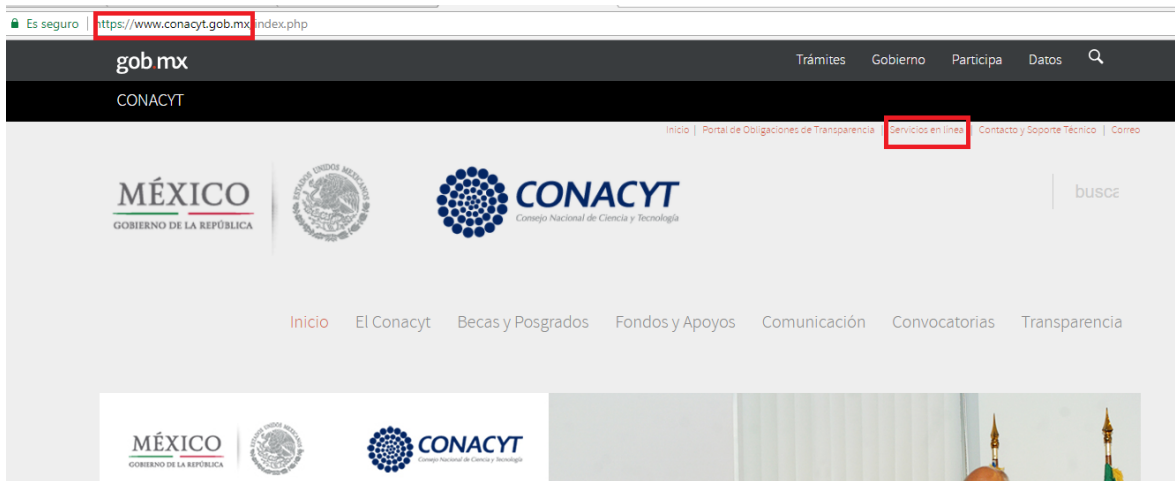 Es seguro | https://www.conacyt.gob.mx/index.php
gob.mx Trámites Gobierno Participa Datos
CONACYT
Inicio | Portal de Obligaciones de Transparencia | Servicios en línea | Contacto y Soporte Técnico | Correo
MÉXICO
GOBIERNO DE LA REPÚBLICA
ESTADOS UNIDOS MEXICANOS
CONACYT
Consejo Nacional de Ciencia y Tecnología
busca
Inicio El Conacyt Becas y Posgrados Fondos y Apoyos Comunicación Convocatorias Transparencia
MÉXICO
GOBIERNO DE LA REPÚBLICA
CONACYT
Consejo Nacional de Ciencia y Tecnología